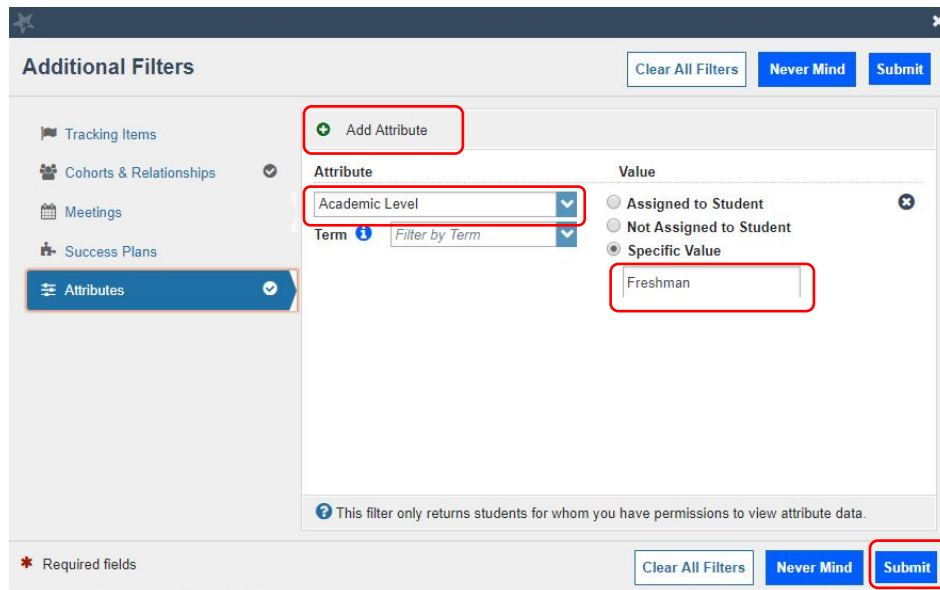 Additional Filters
Clear All Filters
Never Mind
Submit
Tracking Items
Cohorts & Relationships
Meetings
Success Plans
Attributes
Add Attribute
Attribute
Value
Academic Level
Term
Filter by Term
Assigned to Student
Not Assigned to Student
Specific Value
Freshman
This filter only returns students for whom you have permissions to view attribute data.
* Required fields
Clear All Filters
Never Mind
Submit